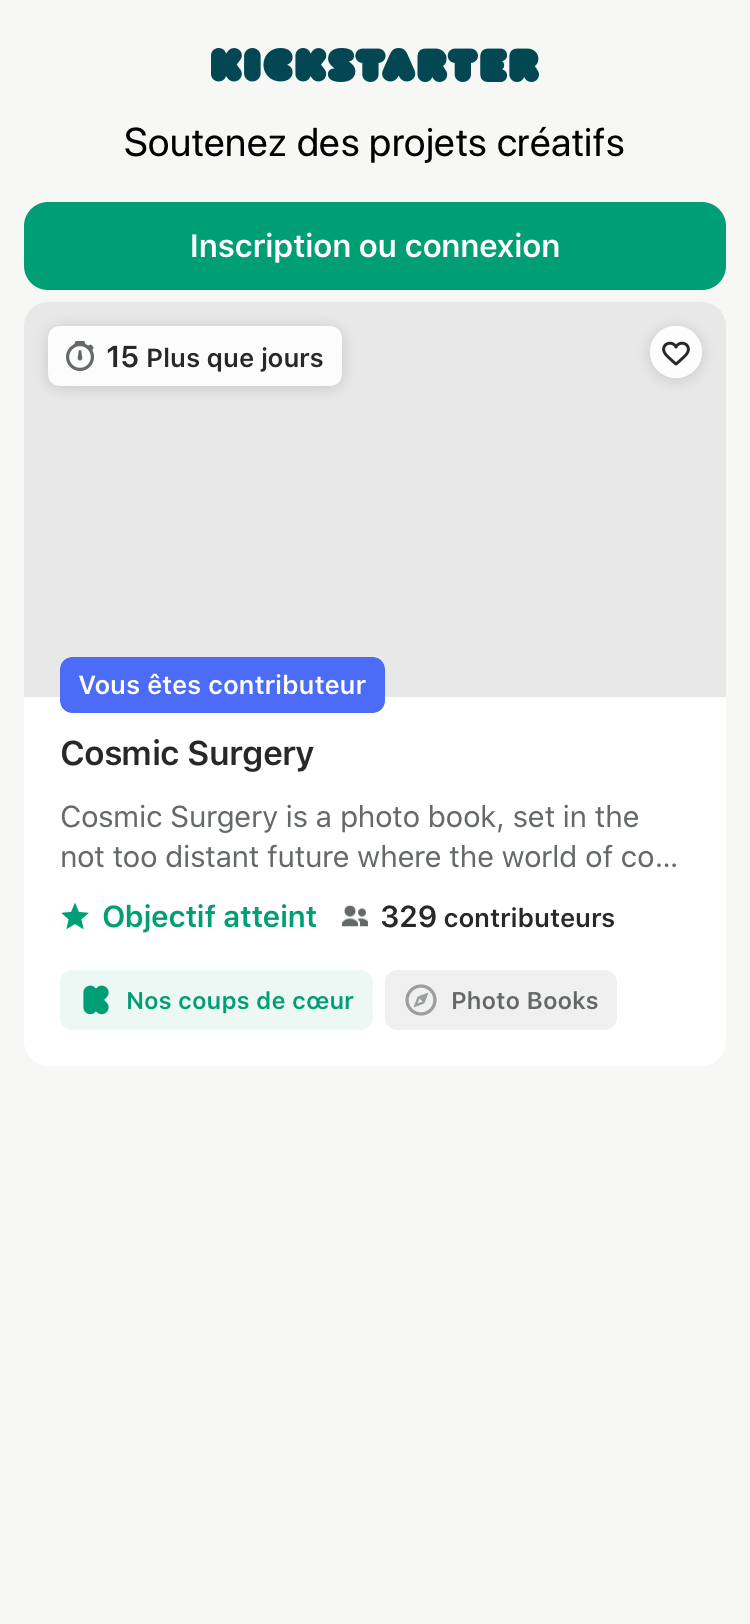 KICKSTARTER
Soutenez des projets créatifs
Inscription ou connexion
15 Plus que jours
Vous êtes contributeur
Cosmic Surgery
Cosmic Surgery is a photo book, set in the
not too distant future where the world of co...
Objectif atteint 329 contributeurs
Nos coups de cœur Photo Books